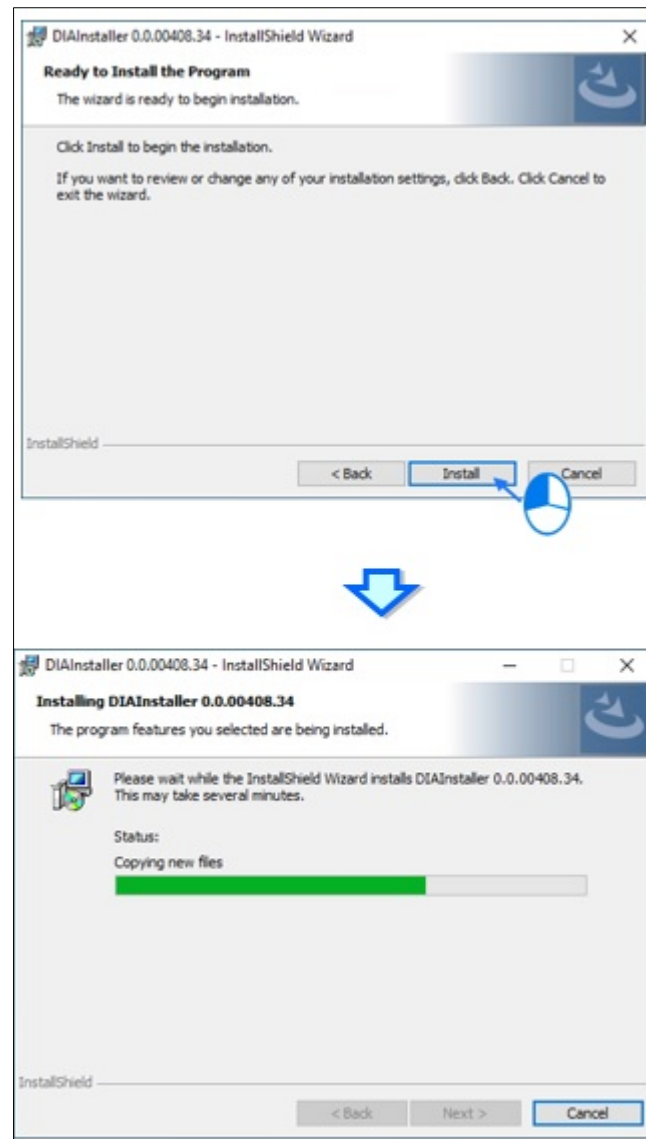 DIAInstaller 0.0.00408.34 - InstallShield Wizard
Ready to Install the Program
The wizard is ready to begin installation.
Click Install to begin the installation.
If you want to review or change any of your installation settings, click Back. Click Cancel to
exit the wizard.
InstallShield
< Back Install Cancel
DIAInstaller 0.0.00408.34 - InstallShield Wizard
Installing DIAInstaller 0.0.00408.34
The program features you selected are being installed.
Please wait while the InstallShield Wizard installs DIAInstaller 0.0.00408.34.
This may take several minutes.
Status:
Copying new files
InstallShield
< Back Next > Cancel